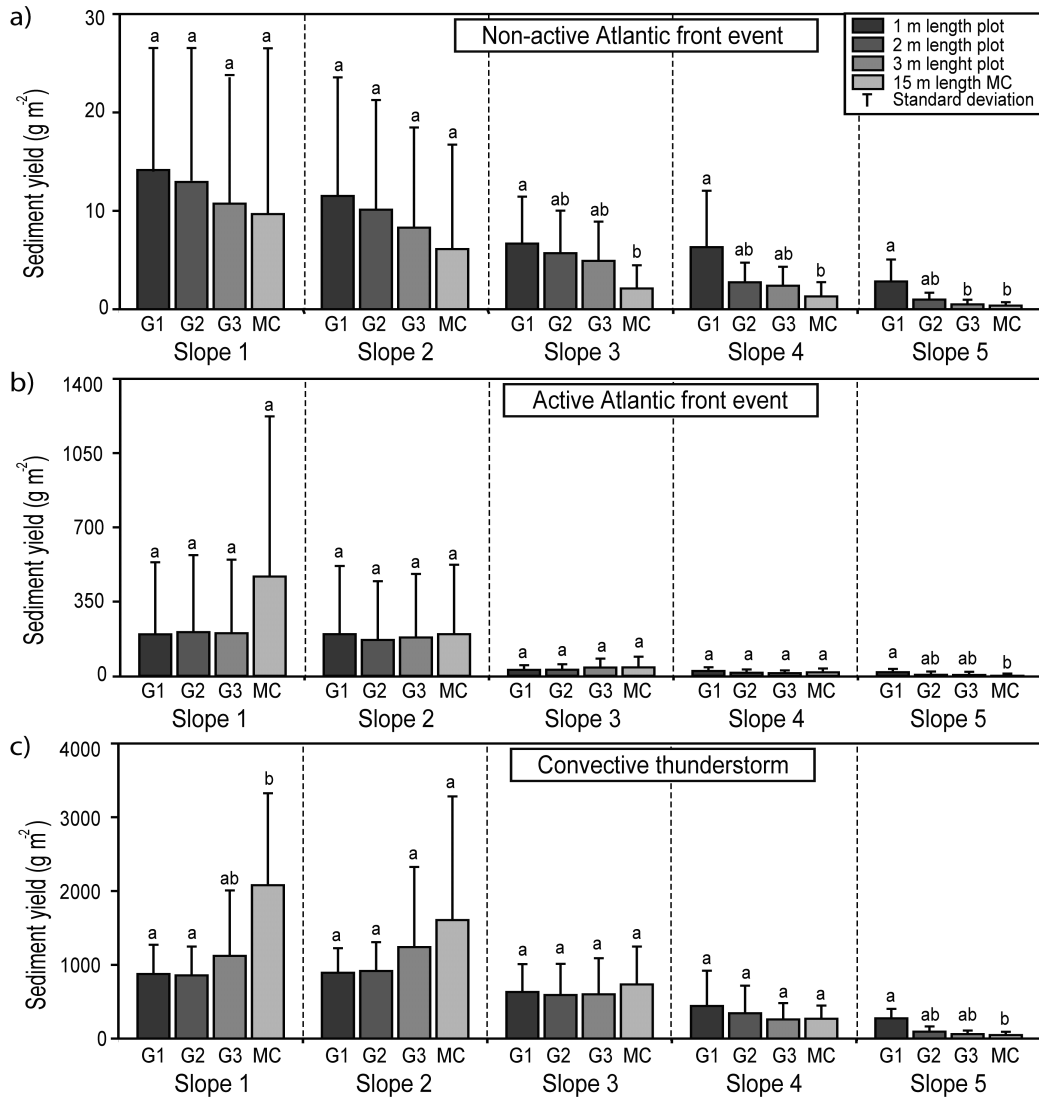 a)
Non-active Atlantic front event
1 m length plot
2 m length plot
3 m lenght plot
15 m length MC
Standard deviation
Sediment yield (g m⁻²)
30
20
10
0
a a a a
a a a a
a ab ab b
a ab ab b
a ab b b
G1 G2 G3 MC G1 G2 G3 MC G1 G2 G3 MC G1 G2 G3 MC G1 G2 G3 MC
Slope 1 Slope 2 Slope 3 Slope 4 Slope 5
b)
Active Atlantic front event
Sediment yield (g m⁻²)
1400
1050
700
350
0
a a a a
a a a a
a a a a
a a a a
a ab ab b
G1 G2 G3 MC G1 G2 G3 MC G1 G2 G3 MC G1 G2 G3 MC G1 G2 G3 MC
Slope 1 Slope 2 Slope 3 Slope 4 Slope 5
c)
Convective thunderstorm
Sediment yield (g m⁻²)
4000
3000
2000
1000
0
a a ab b
a a a a
a a a a
a a a a
a ab ab b
G1 G2 G3 MC G1 G2 G3 MC G1 G2 G3 MC G1 G2 G3 MC G1 G2 G3 MC
Slope 1 Slope 2 Slope 3 Slope 4 Slope 5